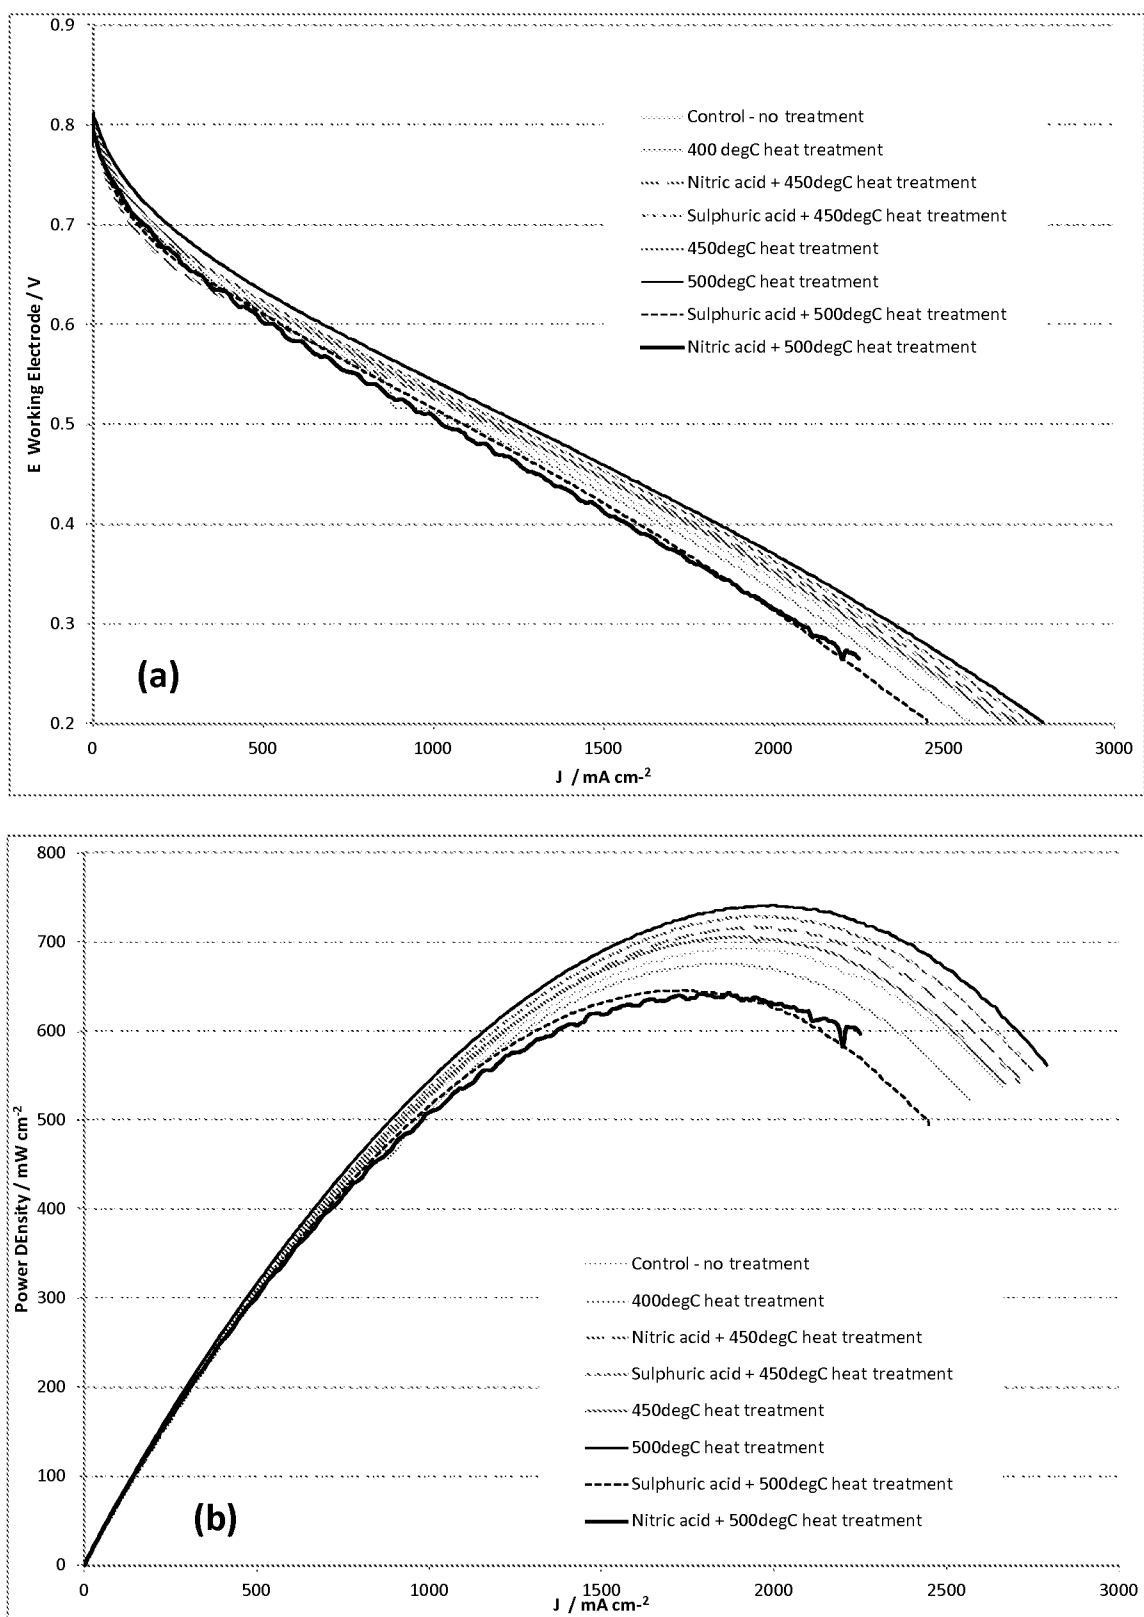 0.9
0.8
0.7
0.6
0.5
0.4
0.3
0.2
E Working Electrode / V
Control - no treatment
400 degC heat treatment
Nitric acid + 450degC heat treatment
Sulphuric acid + 450degC heat treatment
450degC heat treatment
500degC heat treatment
Sulphuric acid + 500degC heat treatment
Nitric acid + 500degC heat treatment
(a)
0 500 1000 1500 2000 2500 3000
J / mA cm-²
800
700
600
500
400
300
200
100
0
Power DEnsity / mW cm-²
Control - no treatment
400degC heat treatment
Nitric acid + 450degC heat treatment
Sulphuric acid + 450degC heat treatment
450degC heat treatment
500degC heat treatment
Sulphuric acid + 500degC heat treatment
Nitric acid + 500degC heat treatment
(b)
0 500 1000 1500 2000 2500 3000
J / mA cm-²